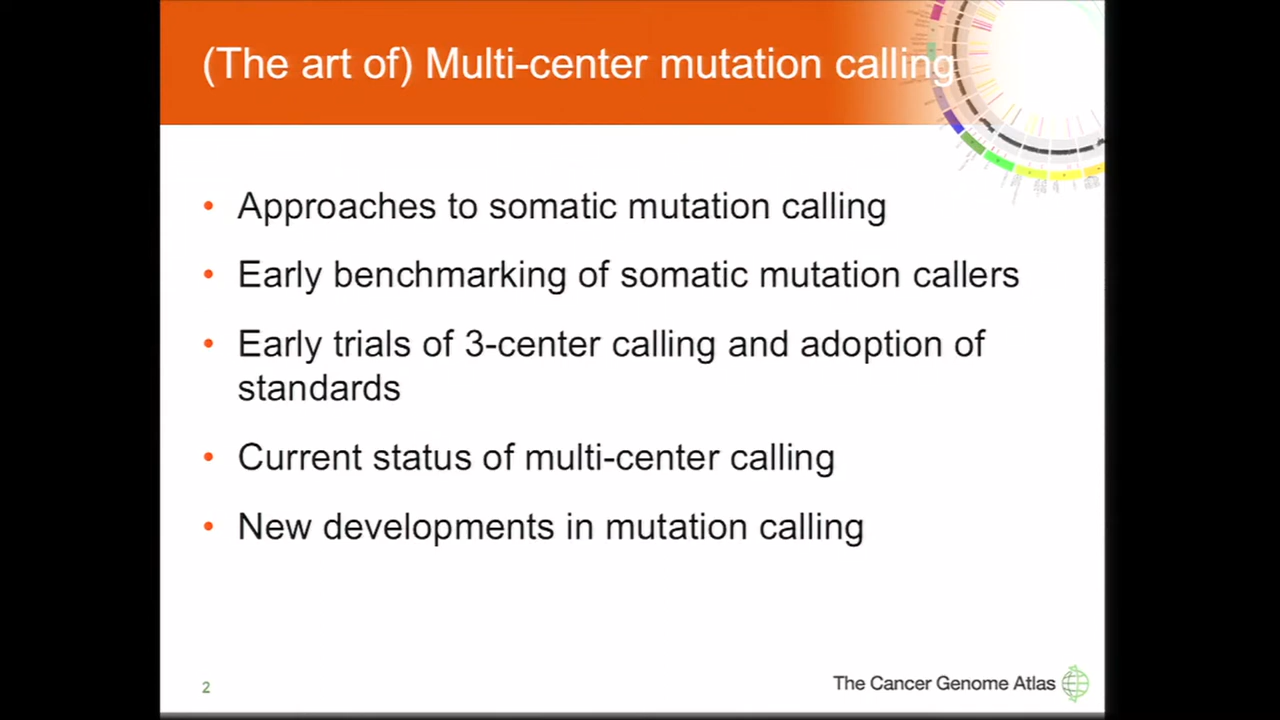 (The art of) Multi-center mutation calling
• Approaches to somatic mutation calling
• Early benchmarking of somatic mutation callers
• Early trials of 3-center calling and adoption of
standards
• Current status of multi-center calling
• New developments in mutation calling
2
The Cancer Genome Atlas